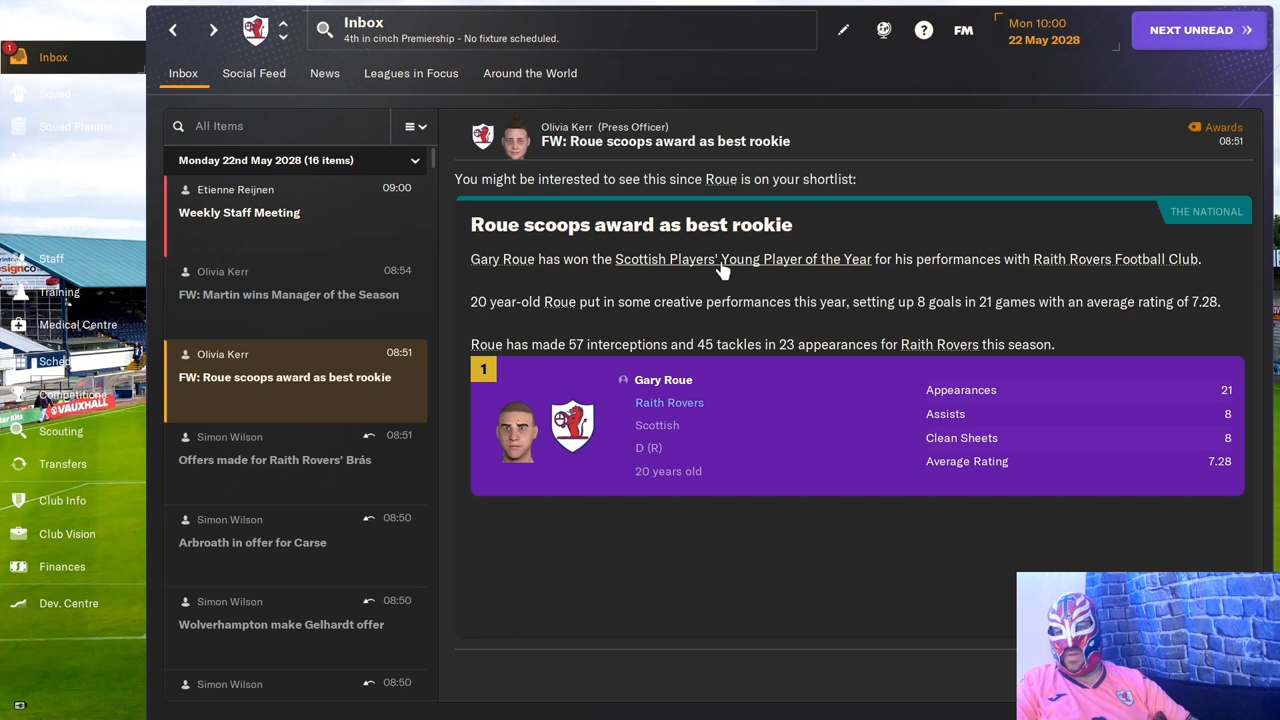 Inbox
4th in cinch Premiership - No fixture scheduled.
FM
Mon 10:00
22 May 2028
NEXT UNREAD
1
Inbox
Squad
Squad Planner
Staff
Training
Medical Centre
Sched
Competitions
VAUXHALL
Scouting
Transfers
Club Info
Club Vision
Finances
Dev. Centre
Inbox
Social Feed
News
Leagues in Focus
Around the World
All Items
Monday 22nd May 2028 (16 items)
Etienne Reijnen 09:00
Weekly Staff Meeting
Olivia Kerr 08:54
FW: Martin wins Manager of the Season
Olivia Kerr 08:51
FW: Roue scoops award as best rookie
Simon Wilson 08:51
Offers made for Raith Rovers' Brás
Simon Wilson 08:50
Arbroath in offer for Carse
Simon Wilson 08:50
Wolverhampton make Gelhardt offer
Simon Wilson 08:50
Olivia Kerr (Press Officer)
FW: Roue scoops award as best rookie
Awards
08:51
You might be interested to see this since Roue is on your shortlist:
THE NATIONAL
Roue scoops award as best rookie
Gary Roue has won the Scottish Players' Young Player of the Year for his performances with Raith Rovers Football Club.
20 year-old Roue put in some creative performances this year, setting up 8 goals in 21 games with an average rating of 7.28.
Roue has made 57 interceptions and 45 tackles in 23 appearances for Raith Rovers this season.
1
Gary Roue
Raith Rovers
Scottish
D (R)
20 years old
Appearances 21
Assists 8
Clean Sheets 8
Average Rating 7.28